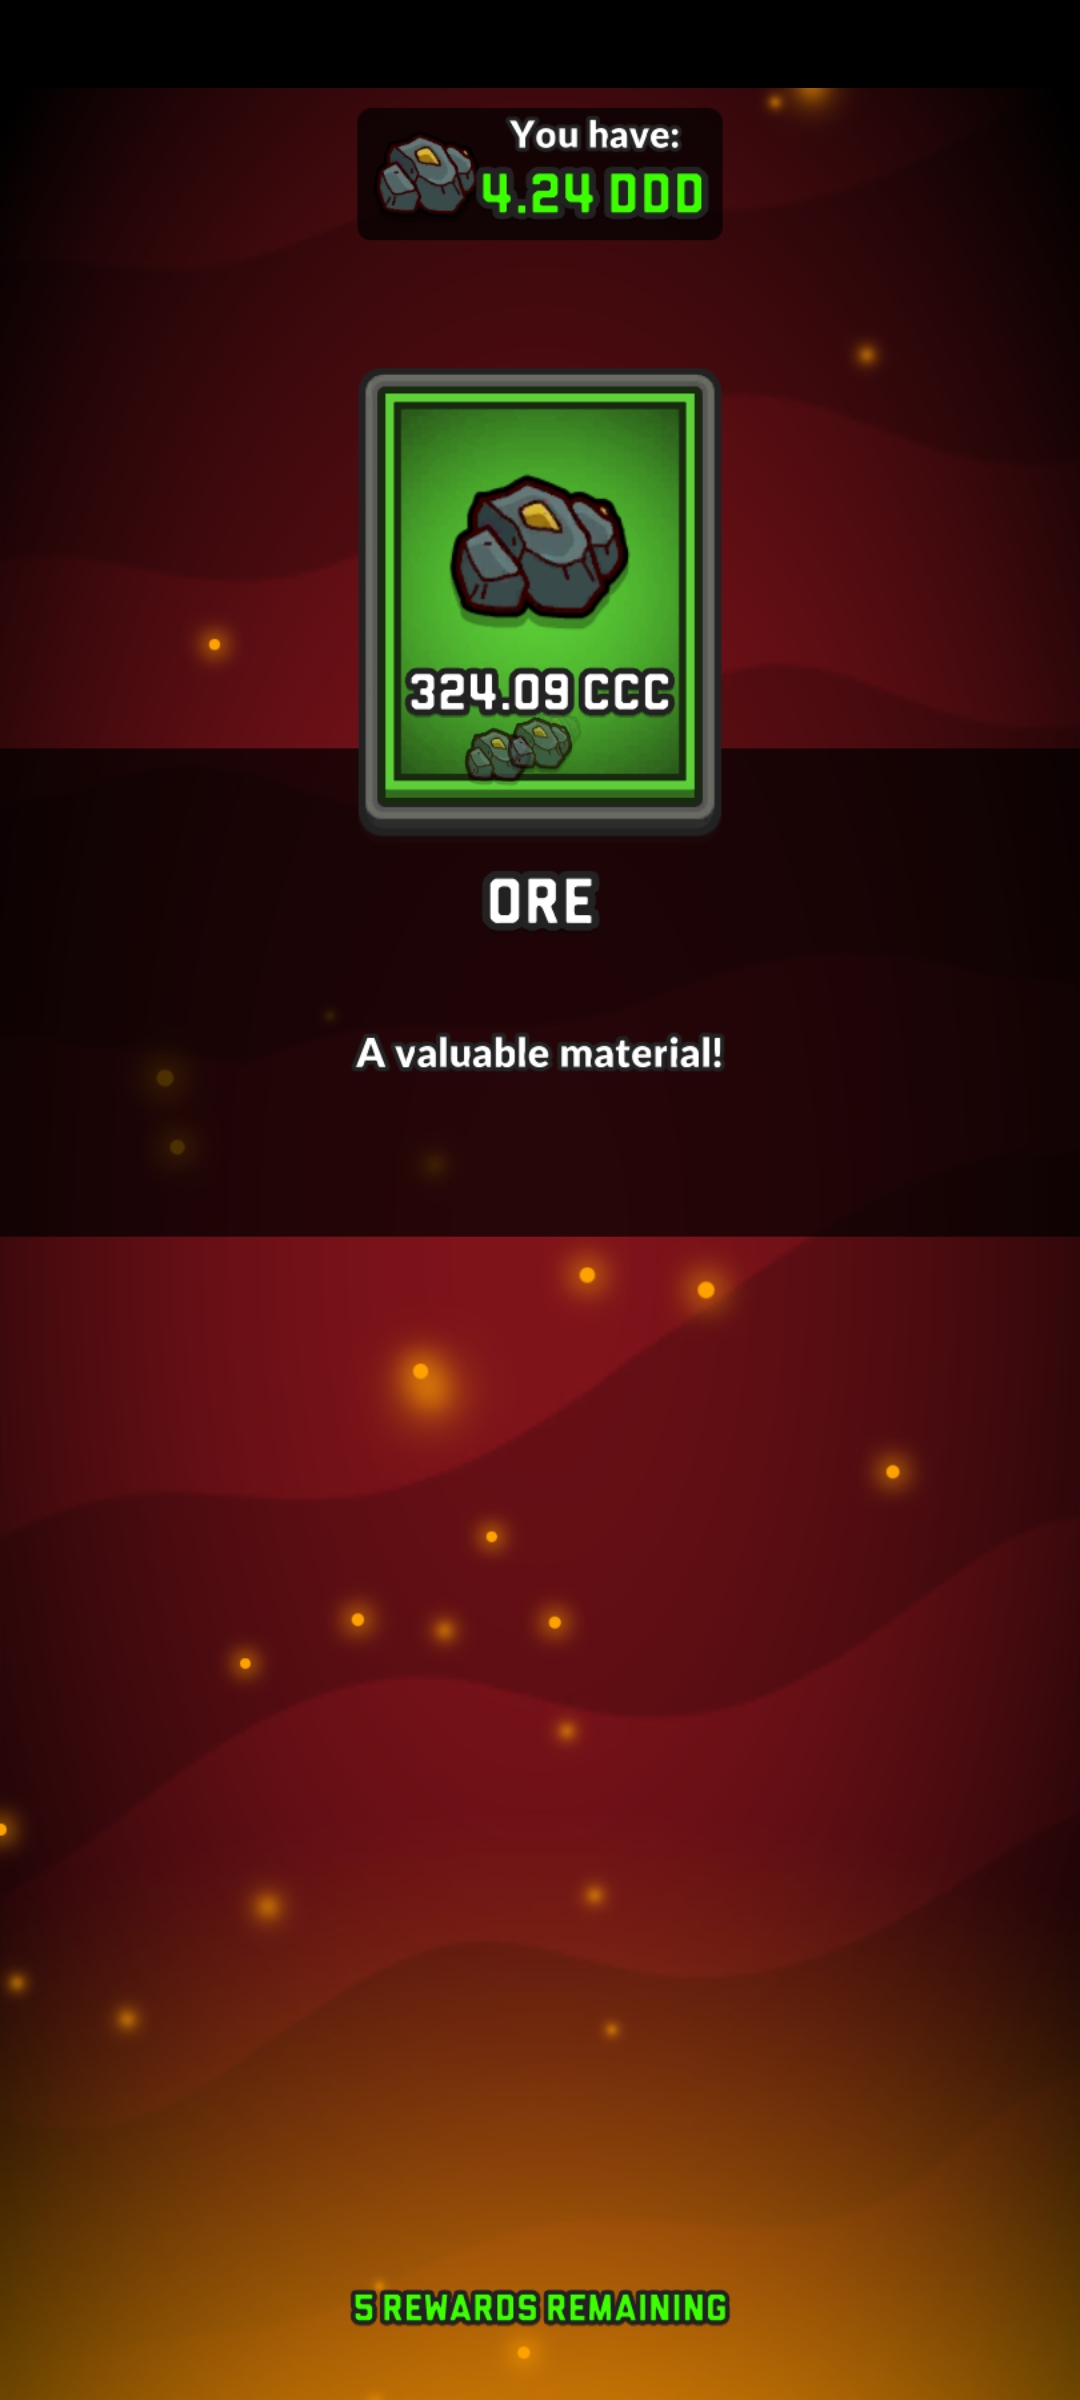 You have:
4.24 DDD
324.09 CCC
ORE
A valuable material!
5 REWARDS REMAINING